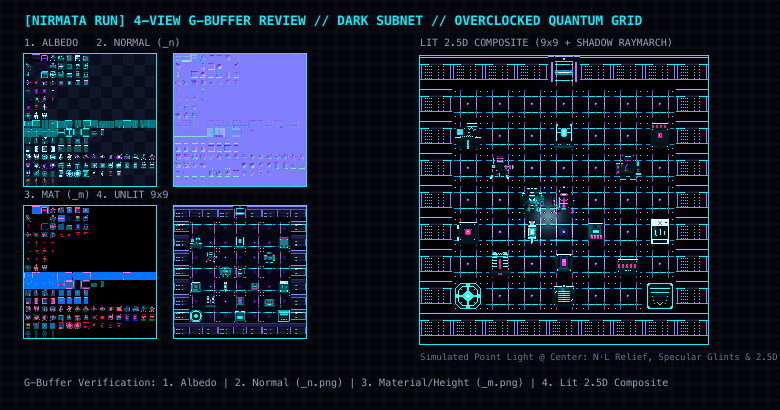 [NIRMATA RUN] 4-VIEW G-BUFFER REVIEW // DARK SUBNET // OVERCLOCKED QUANTUM GRID
1. ALBEDO 2. NORMAL (_n)
LIT 2.5D COMPOSITE (9x9 + SHADOW RAYMARCH)
3. MAT (_m) 4. UNLIT 9x9
Simulated Point Light @ Center: N·L Relief, Specular Glints & 2.5D
G-Buffer Verification: 1. Albedo | 2. Normal (_n.png) | 3. Material/Height (_m.png) | 4. Lit 2.5D Composite